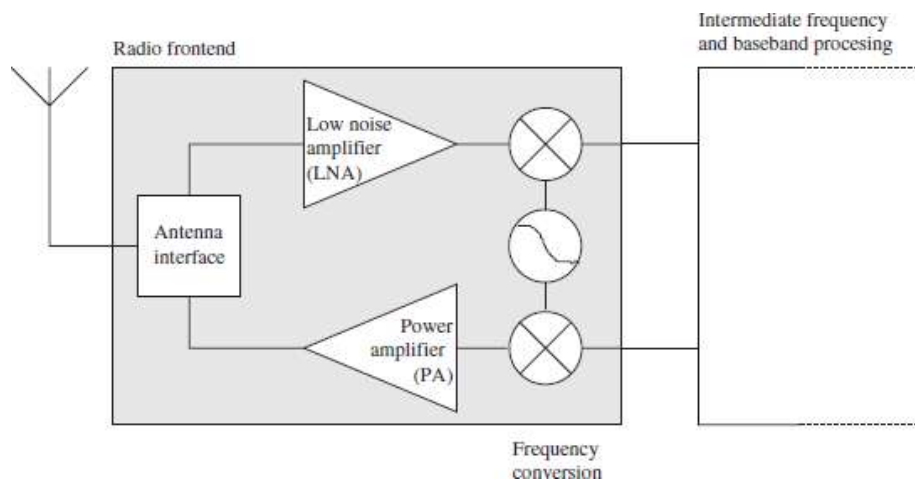 Radio frontend
Intermediate frequency
and baseband procesing
Low noise
amplifier
(LNA)
Antenna
interface
Power
amplifier
(PA)
Frequency
conversion